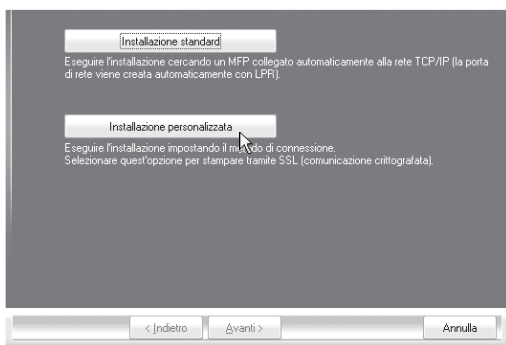 Installazione standard
Eseguire l'installazione cercando un MFP collegato automaticamente alla rete TCP/IP (la porta
di rete viene creata automaticamente con LPR).
Installazione personalizzata
Eseguire l'installazione impostando il metodo di connessione.
Selezionare quest'opzione per stampare tramite SSL (comunicazione crittografata).
< Indietro
Avanti >
Annulla